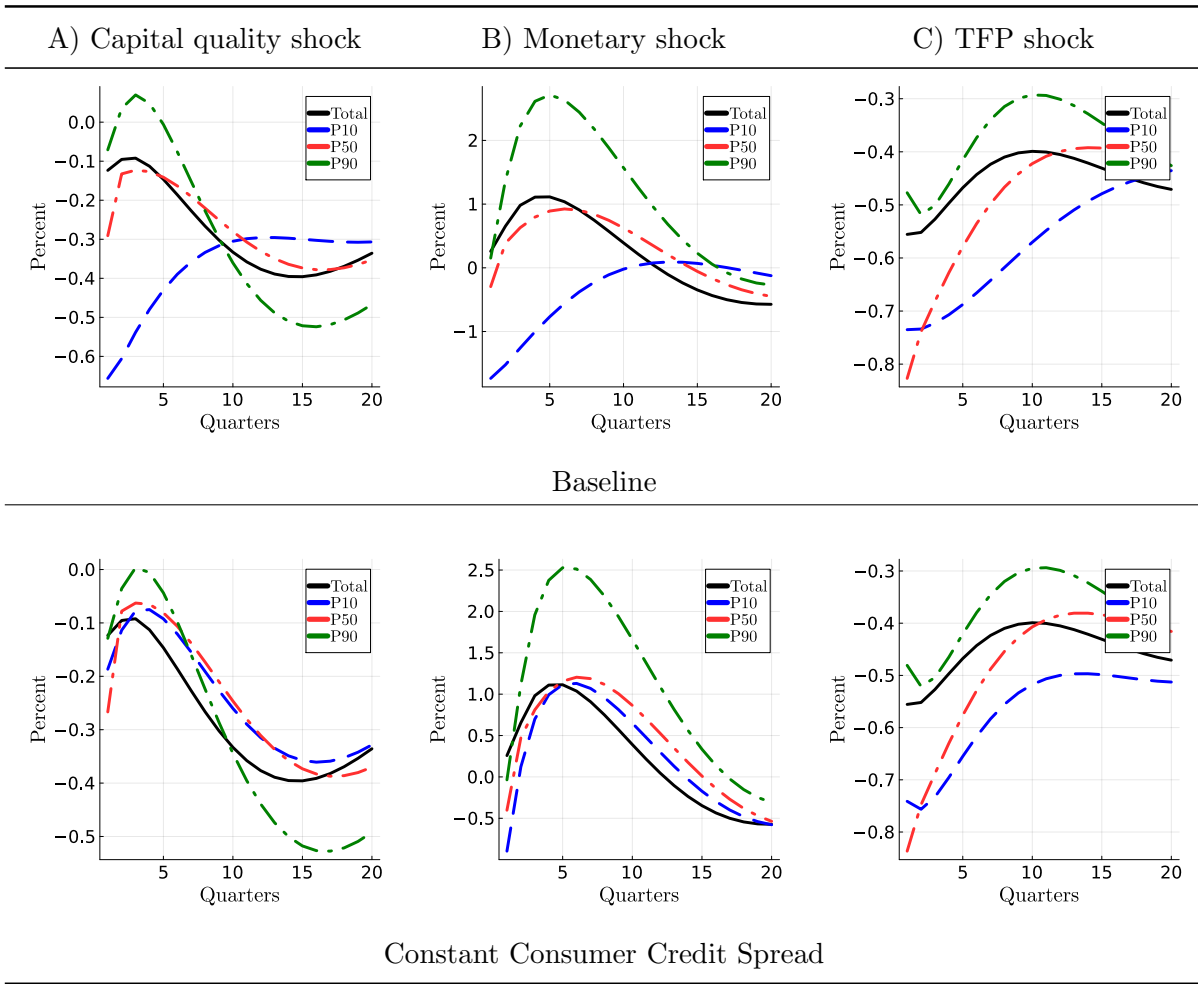 A) Capital quality shock B) Monetary shock C) TFP shock
Percent
0.0
−0.1
−0.2
−0.3
−0.4
−0.5
−0.6
5 10 15 20
Quarters
Total
P10
P50
P90
Percent
2
1
0
−1
5 10 15 20
Quarters
Total
P10
P50
P90
Percent
−0.3
−0.4
−0.5
−0.6
−0.7
−0.8
5 10 15 20
Quarters
Total
P10
P50
P90
Baseline
Percent
0.0
−0.1
−0.2
−0.3
−0.4
−0.5
5 10 15 20
Quarters
Total
P10
P50
P90
Percent
2.5
2.0
1.5
1.0
0.5
0.0
−0.5
5 10 15 20
Quarters
Total
P10
P50
P90
Percent
−0.3
−0.4
−0.5
−0.6
−0.7
−0.8
5 10 15 20
Quarters
Total
P10
P50
P90
Constant Consumer Credit Spread